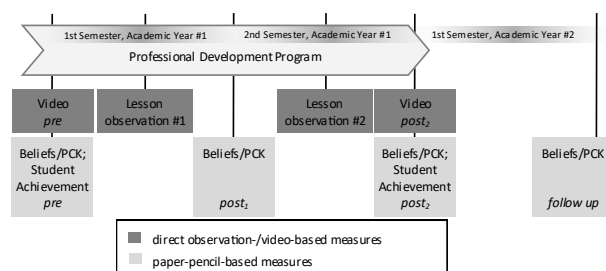 1st Semester, Academic Year #1
2nd Semester, Academic Year #1
1st Semester, Academic Year #2
Professional Development Program
Video
pre
Lesson
observation #1
Lesson
observation #2
Video
post2
Beliefs/PCK;
Student
Achievement
pre
Beliefs/PCK
post1
Beliefs/PCK;
Student
Achievement
post2
Beliefs/PCK
follow up
direct observation-/video-based measures
paper-pencil-based measures